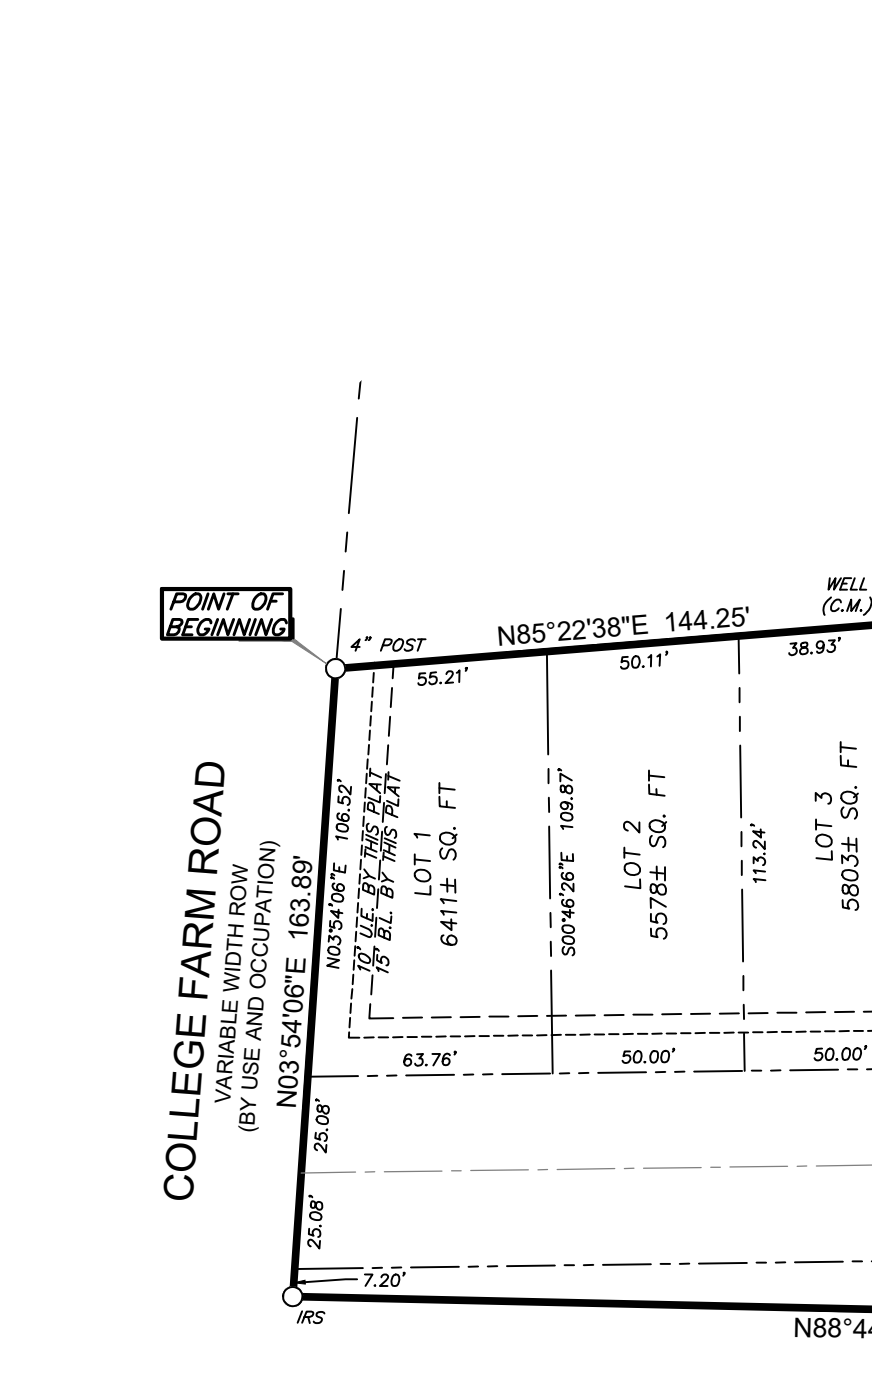 POINT OF
BEGINNING
4" POST
N85°22'38"E 144.25'
WELL
(C.M.)
55.21'
50.11'
38.93'
COLLEGE FARM ROAD
VARIABLE WIDTH ROW
(BY USE AND OCCUPATION)
N03°54'06"E 163.89'
N03°54'06"E 106.52'
10' U.E. BY THIS PLAT
15' B.L. BY THIS PLAT
LOT 1
6411± SQ. FT
S00°46'26"E 109.87'
LOT 2
5578± SQ. FT
113.24'
LOT 3
5803± SQ. FT
63.76'
50.00'
50.00'
25.08'
25.08'
7.20'
IRS
N88°44